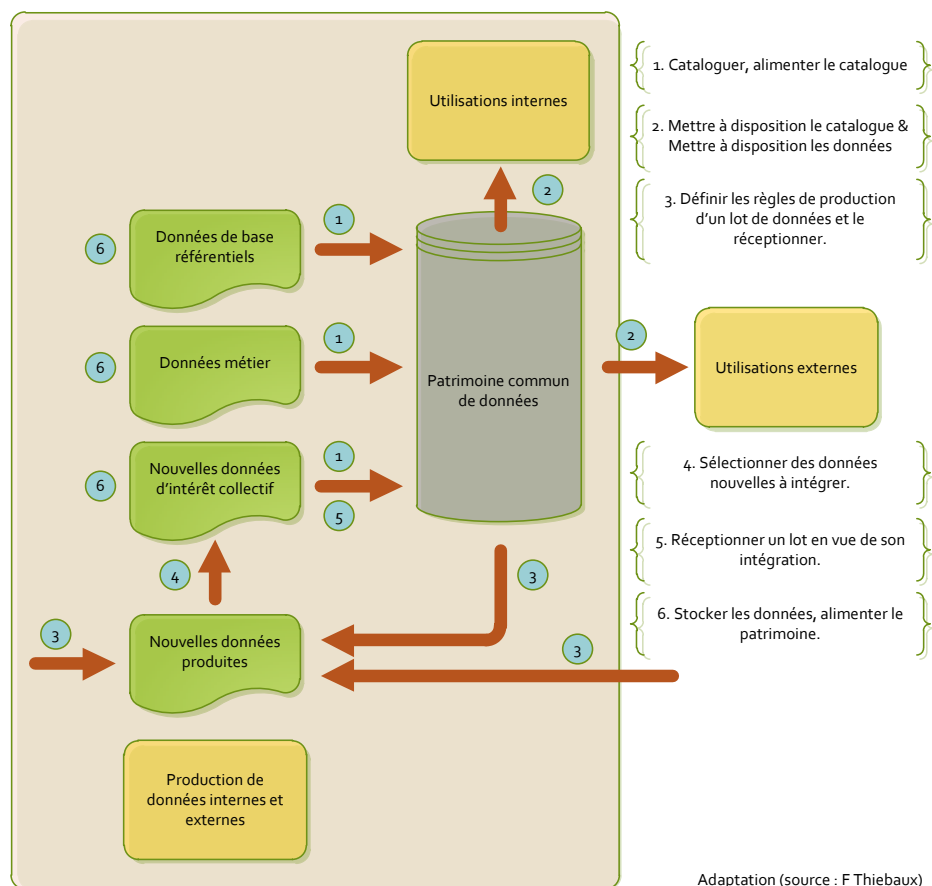 Utilisations internes
1. Cataloguer, alimenter le catalogue
2. Mettre à disposition le catalogue &
Mettre à disposition les données
3. Définir les règles de production
d'un lot de données et le
réceptionner.
2
1
6
Données de base
référentiels
2
1
6
Données métier
Patrimoine commun
de données
Utilisations externes
1
6
Nouvelles données
d'intérêt collectif
5
4. Sélectionner des données
nouvelles à intégrer.
5. Réceptionner un lot en vue de son
intégration.
4
3
6. Stocker les données, alimenter le
patrimoine.
3
Nouvelles données
produites
3
Production de
données internes et
externes
Adaptation (source : F Thiebaux)